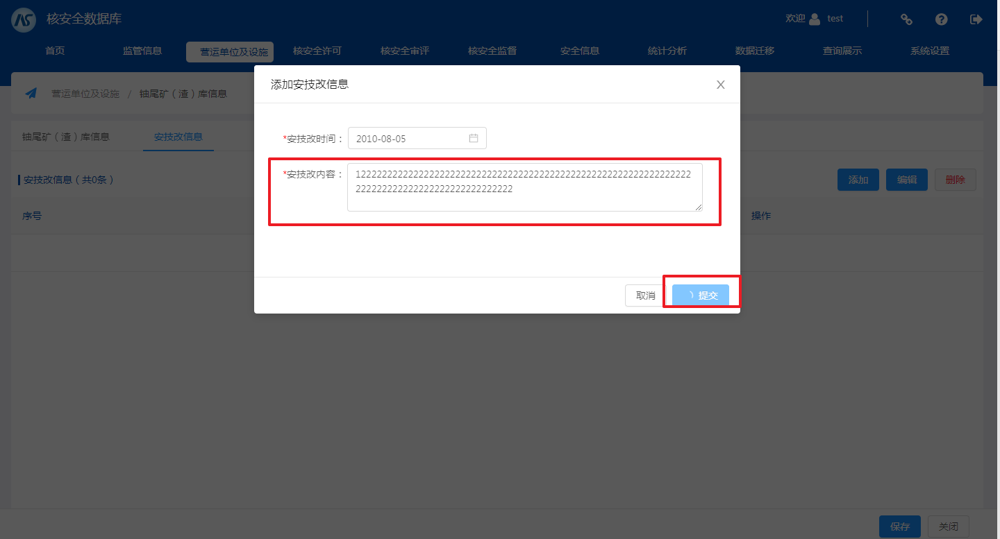 核安全数据库
欢迎 test
首页 监管信息 营运单位及设施 核安全许可 核安全审评 核安全监督 安全信息 统计分析 数据迁移 查询展示 系统设置
营运单位及设施 / 铀尾矿（渣）库信息
铀尾矿（渣）库信息 安技改信息
安技改信息（共0条）
添加 编辑 删除
序号 操作
添加安技改信息
*安技改时间： 2010-08-05
*安技改内容： 1222222222222222222222222222222222222222222222222222222222222222
222222222222222222222222222222
取消 提交
保存 关闭